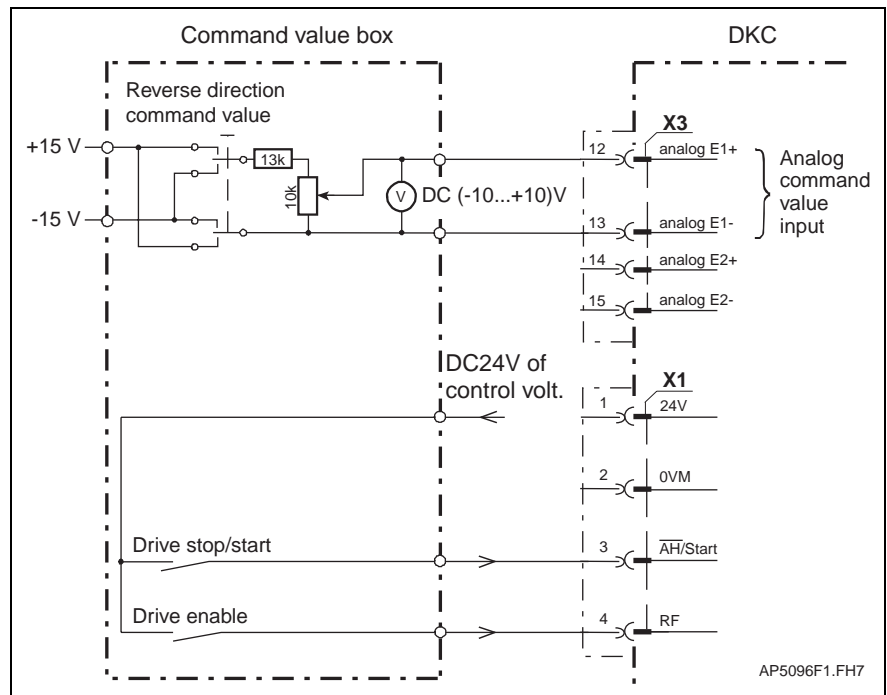 Command value box
DKC
Reverse direction
command value
+15 V
-15 V
13k
10k
V
DC (-10...+10)V
12
X3
analog E1+
13
analog E1-
14
analog E2+
15
analog E2-
Analog
command
value
input
DC24V of
control volt.
X1
1
24V
2
0VM
Drive stop/start
3
A̅H̅/Start
Drive enable
4
RF
AP5096F1.FH7